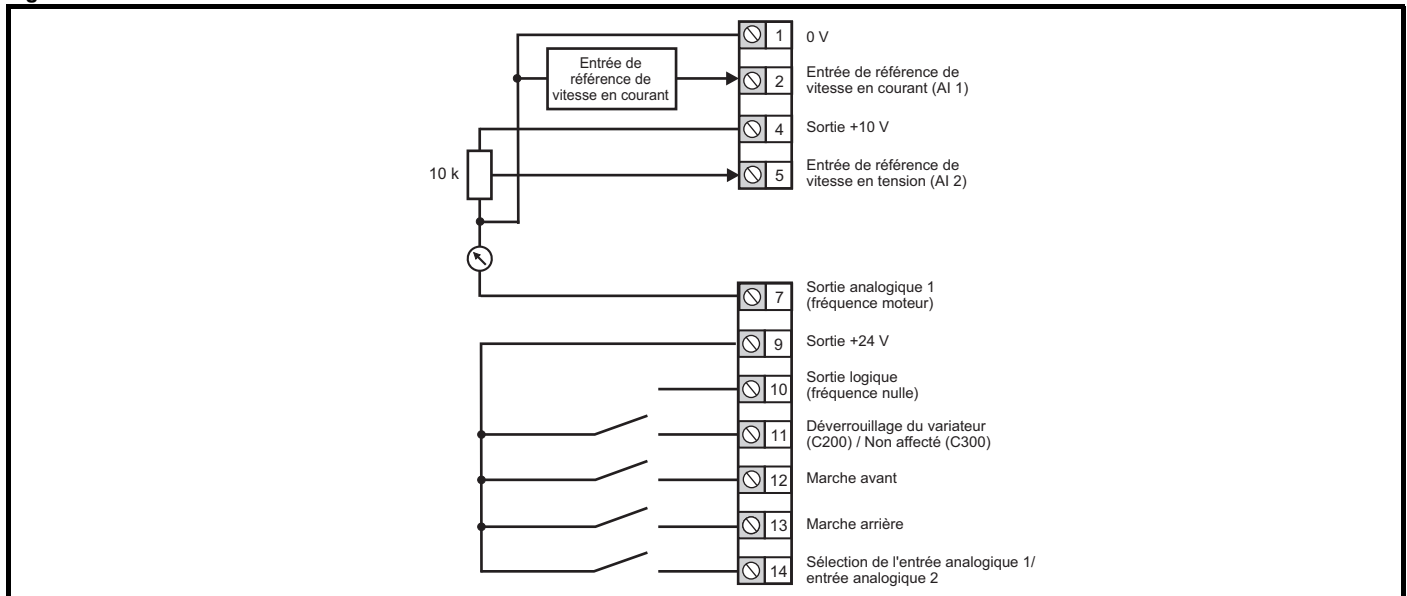 1
0 V
Entrée de
référence de
vitesse en courant
2
Entrée de référence de
vitesse en courant (AI 1)
4
Sortie +10 V
10 k
5
Entrée de référence de
vitesse en tension (AI 2)
7
Sortie analogique 1
(fréquence moteur)
9
Sortie +24 V
10
Sortie logique
(fréquence nulle)
11
Déverrouillage du variateur
(C200) / Non affecté (C300)
12
Marche avant
13
Marche arrière
14
Sélection de l'entrée analogique 1/
entrée analogique 2